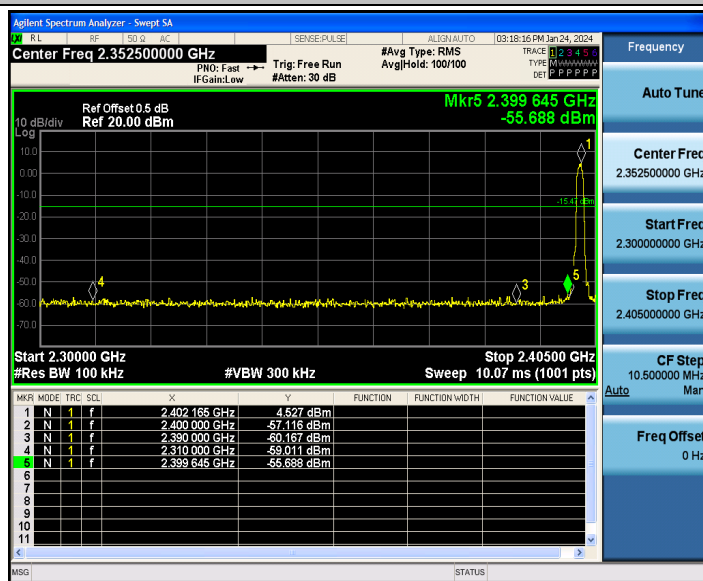 Agilent Spectrum Analyzer - Swept SA
LXI RL RF 50 Ω AC SENSE:PULSE ALIGN AUTO 03:18:16 PM Jan 24, 2024
Center Freq 2.352500000 GHz #Avg Type: RMS TRACE 1 2 3 4 5 6
PNO: Fast Trig: Free Run Avg|Hold: 100/100 TYPE M
IFGain:Low #Atten: 30 dB DET P P P P P P
Frequency
Auto Tune
Center Freq
2.352500000 GHz
Start Freq
2.300000000 GHz
Stop Freq
2.405000000 GHz
CF Step
10.500000 MHz
Auto Man
Freq Offset
0 Hz
Mkr5 2.399 645 GHz
-55.688 dBm
Ref Offset 0.5 dB
10 dB/div Ref 20.00 dBm
Log
10.0
0.00
-10.0
-20.0
-30.0
-40.0
-50.0
-60.0
-70.0
1
-15.47 dBm
4
3
5
Start 2.30000 GHz Stop 2.40500 GHz
#Res BW 100 kHz #VBW 300 kHz Sweep 10.07 ms (1001 pts)
MKR MODE TRC SCL X Y FUNCTION FUNCTION WIDTH FUNCTION VALUE
1 N 1 f 2.402 165 GHz 4.527 dBm
2 N 1 f 2.400 000 GHz -57.116 dBm
3 N 1 f 2.390 000 GHz -60.167 dBm
4 N 1 f 2.310 000 GHz -59.011 dBm
5 N 1 f 2.399 645 GHz -55.688 dBm
6
7
8
9
10
11
MSG STATUS